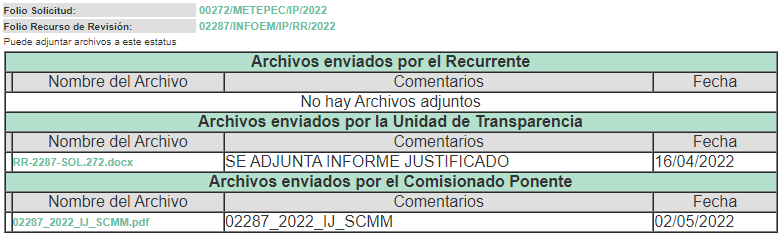 Folio Solicitud: 00272/METEPEC/IP/2022
Folio Recurso de Revisión: 02287/INFOEM/IP/RR/2022
Puede adjuntar archivos a este estatus
Archivos enviados por el Recurrente
Nombre del Archivo Comentarios Fecha
No hay Archivos adjuntos
Archivos enviados por la Unidad de Transparencia
Nombre del Archivo Comentarios Fecha
RR-2287-SOL.272.docx SE ADJUNTA INFORME JUSTIFICADO 16/04/2022
Archivos enviados por el Comisionado Ponente
Nombre del Archivo Comentarios Fecha
02287_2022_IJ_SCMM.pdf 02287_2022_IJ_SCMM 02/05/2022